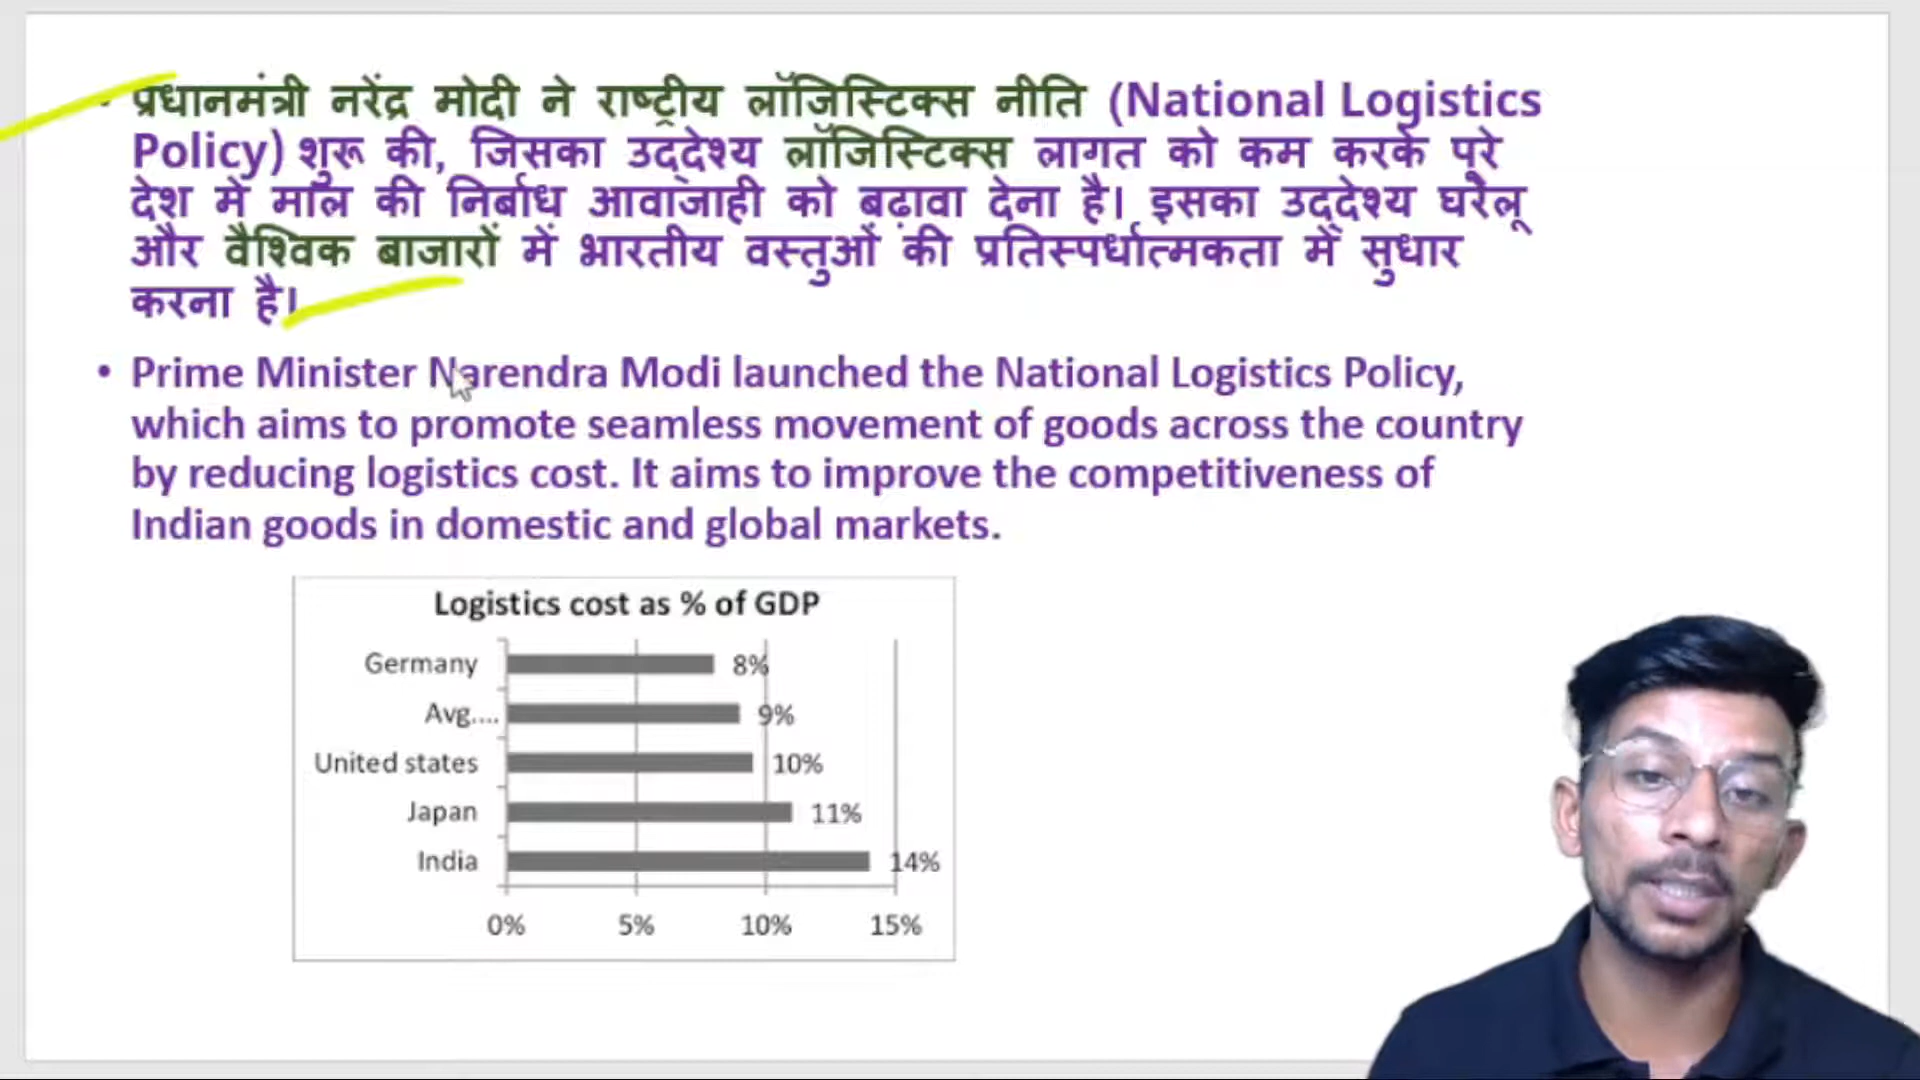 • प्रधानमंत्री नरेंद्र मोदी ने राष्ट्रीय लॉजिस्टिक्स नीति (National Logistics
Policy) शुरू की, जिसका उद्देश्य लॉजिस्टिक्स लागत को कम करके पूरे
देश में माल की निर्बाध आवाजाही को बढ़ावा देना है। इसका उद्देश्य घरेलू
और वैश्विक बाजारों में भारतीय वस्तुओं की प्रतिस्पर्धात्मकता में सुधार
करना है।
• Prime Minister Narendra Modi launched the National Logistics Policy,
which aims to promote seamless movement of goods across the country
by reducing logistics cost. It aims to improve the competitiveness of
Indian goods in domestic and global markets.
Logistics cost as % of GDP
Germany 8%
Avg.... 9%
United states 10%
Japan 11%
India 14%
0% 5% 10% 15%